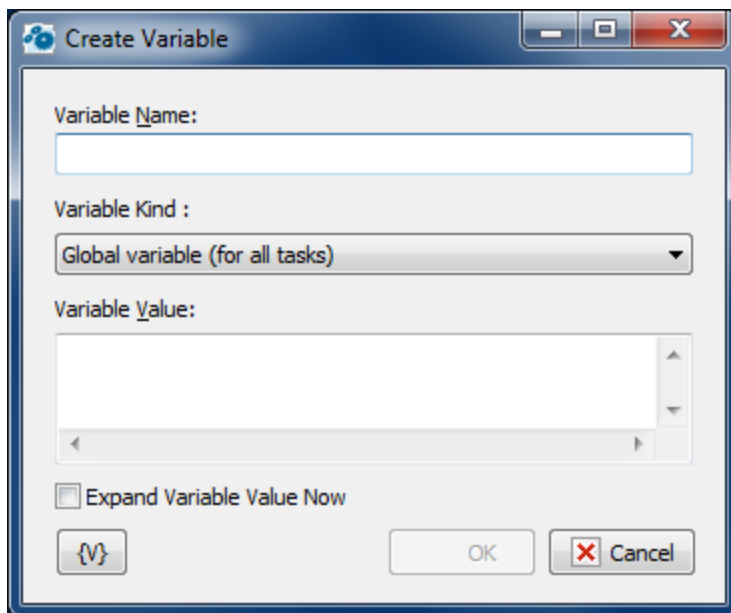 Create Variable
Variable Name:
Variable Kind :
Global variable (for all tasks)
Variable Value:
Expand Variable Value Now
{V}
OK
Cancel